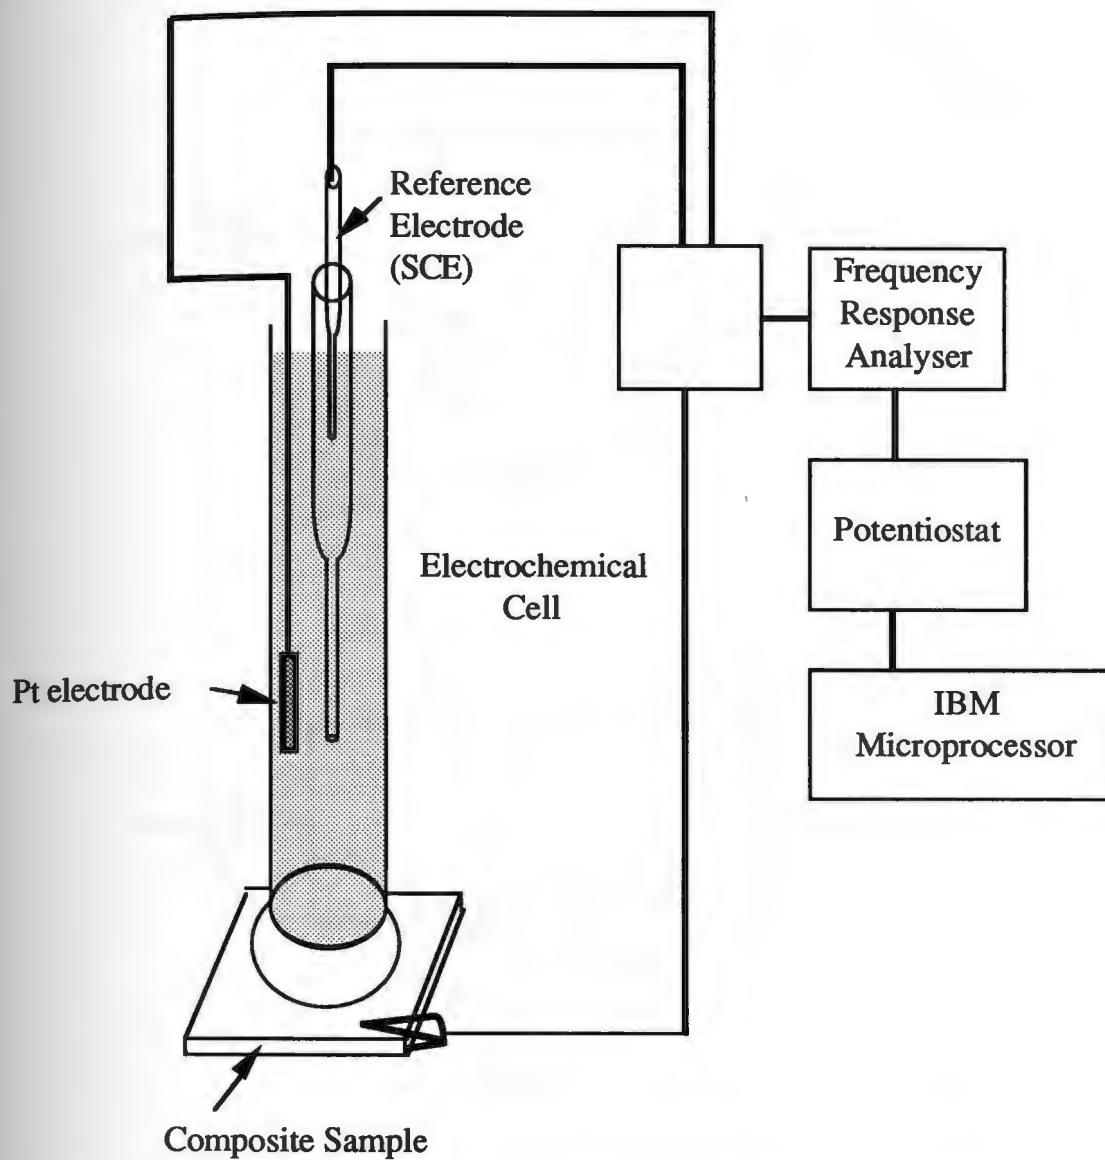 Reference
Electrode
(SCE)
Frequency
Response
Analyser
Potentiostat
Electrochemical
Cell
Pt electrode
IBM
Microprocessor
Composite Sample